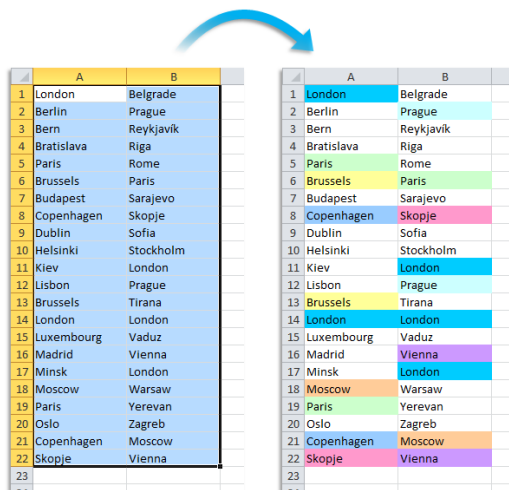 A B A B
1 London Belgrade 1 London Belgrade
2 Berlin Prague 2 Berlin Prague
3 Bern Reykjavík 3 Bern Reykjavík
4 Bratislava Riga 4 Bratislava Riga
5 Paris Rome 5 Paris Rome
6 Brussels Paris 6 Brussels Paris
7 Budapest Sarajevo 7 Budapest Sarajevo
8 Copenhagen Skopje 8 Copenhagen Skopje
9 Dublin Sofia 9 Dublin Sofia
10 Helsinki Stockholm 10 Helsinki Stockholm
11 Kiev London 11 Kiev London
12 Lisbon Prague 12 Lisbon Prague
13 Brussels Tirana 13 Brussels Tirana
14 London London 14 London London
15 Luxembourg Vaduz 15 Luxembourg Vaduz
16 Madrid Vienna 16 Madrid Vienna
17 Minsk London 17 Minsk London
18 Moscow Warsaw 18 Moscow Warsaw
19 Paris Yerevan 19 Paris Yerevan
20 Oslo Zagreb 20 Oslo Zagreb
21 Copenhagen Moscow 21 Copenhagen Moscow
22 Skopje Vienna 22 Skopje Vienna
23 23